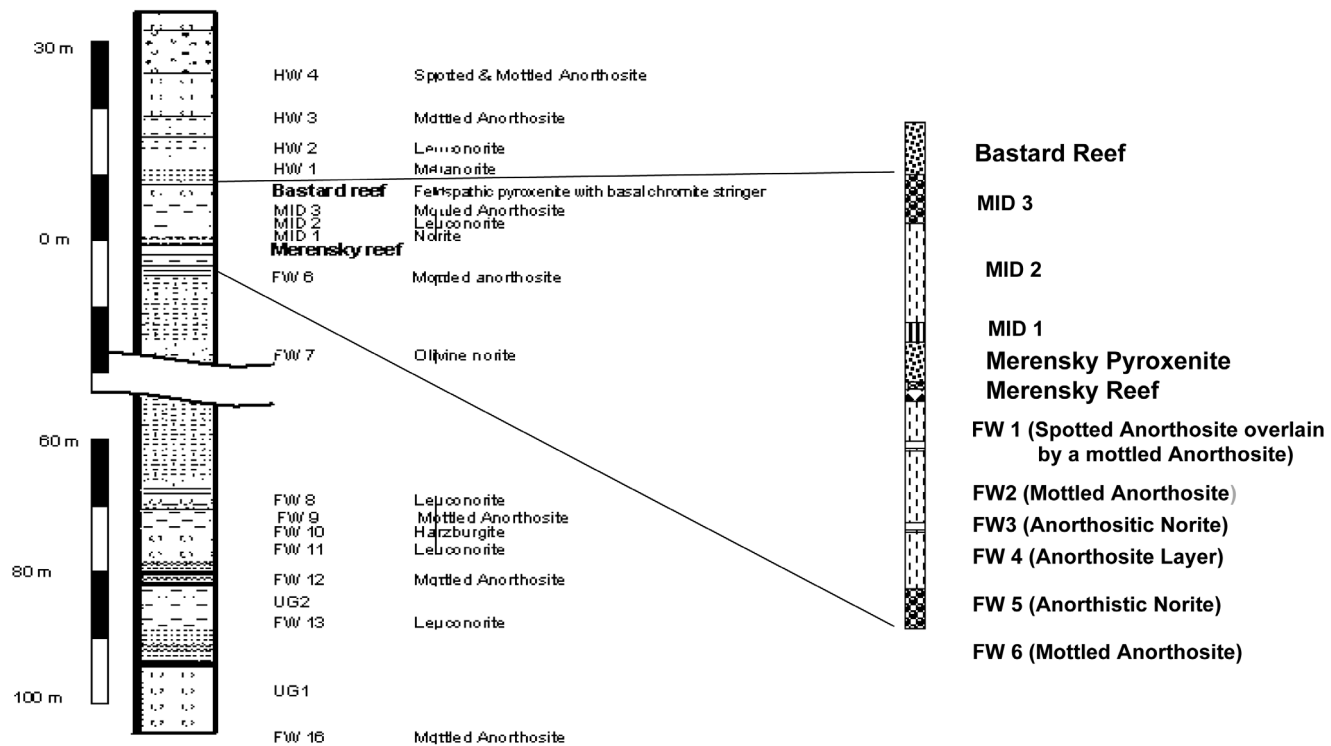 30 m
HW 4 Spotted & Mottled Anorthosite
HW 3 Mottled Anorthosite
HW 2 Leuconorite
HW 1 Melanorite
Bastard reef Feldspathic pyroxenite with basal chromite stringer
MID 3 Mottled Anorthosite
MID 2 Leuconorite
0 m MID 1 Norite
Merensky reef
FW 6 Mottled anorthosite
FW 7 Olivine norite
60 m
FW 8 Leuconorite
FW 9 Mottled Anorthosite
FW 10 Harzburgite
FW 11 Leuconorite
80 m
FW 12 Mottled Anorthosite
UG2
FW 13 Leuconorite
UG1
100 m
FW 16 Mottled Anorthosite
Bastard Reef
MID 3
MID 2
MID 1
Merensky Pyroxenite
Merensky Reef
FW 1 (Spotted Anorthosite overlain
by a mottled Anorthosite)
FW2 (Mottled Anorthosite)
FW3 (Anorthositic Norite)
FW 4 (Anorthosite Layer)
FW 5 (Anorthistic Norite)
FW 6 (Mottled Anorthosite)